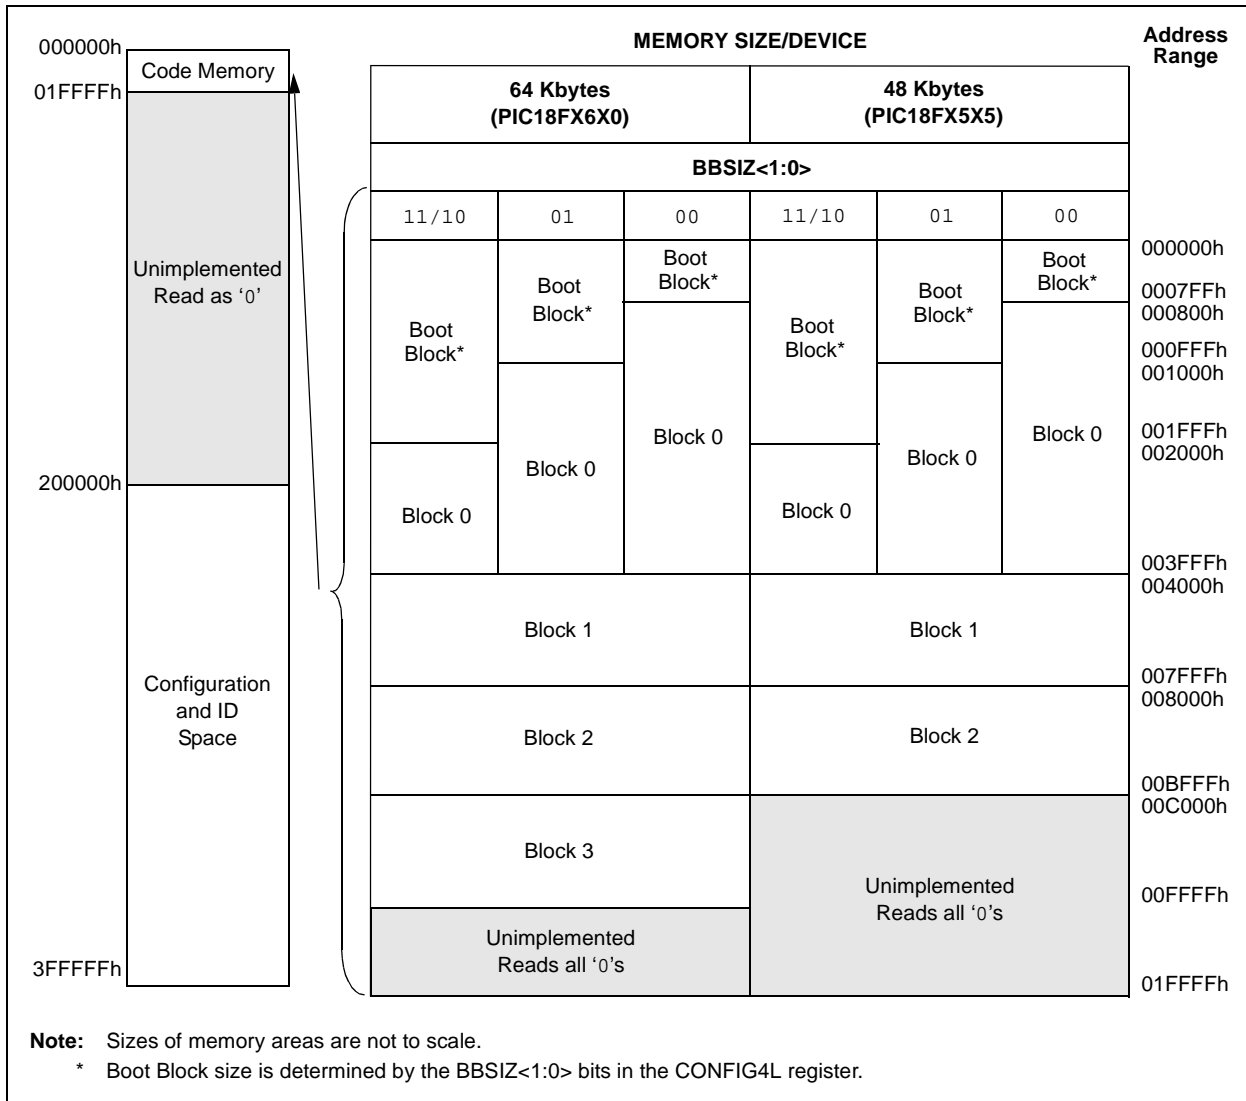 000000h
Code Memory
01FFFFh
Unimplemented
Read as ‘0’
200000h
Configuration
and ID
Space
3FFFFFh
MEMORY SIZE/DEVICE
Address
Range
64 Kbytes
(PIC18FX6X0)
48 Kbytes
(PIC18FX5X5)
BBSIZ<1:0>
11/10
01
00
11/10
01
00
Boot
Block*
Boot
Block*
Boot
Block*
Boot
Block*
Boot
Block*
Boot
Block*
Block 0
Block 0
Block 0
Block 0
Block 0
Block 0
Block 1
Block 1
Block 2
Block 2
Block 3
Unimplemented
Reads all ‘0’s
Unimplemented
Reads all ‘0’s
000000h
0007FFh
000800h
000FFFh
001000h
001FFFh
002000h
003FFFh
004000h
007FFFh
008000h
00BFFFh
00C000h
00FFFFh
01FFFFh
Note: Sizes of memory areas are not to scale.
* Boot Block size is determined by the BBSIZ<1:0> bits in the CONFIG4L register.